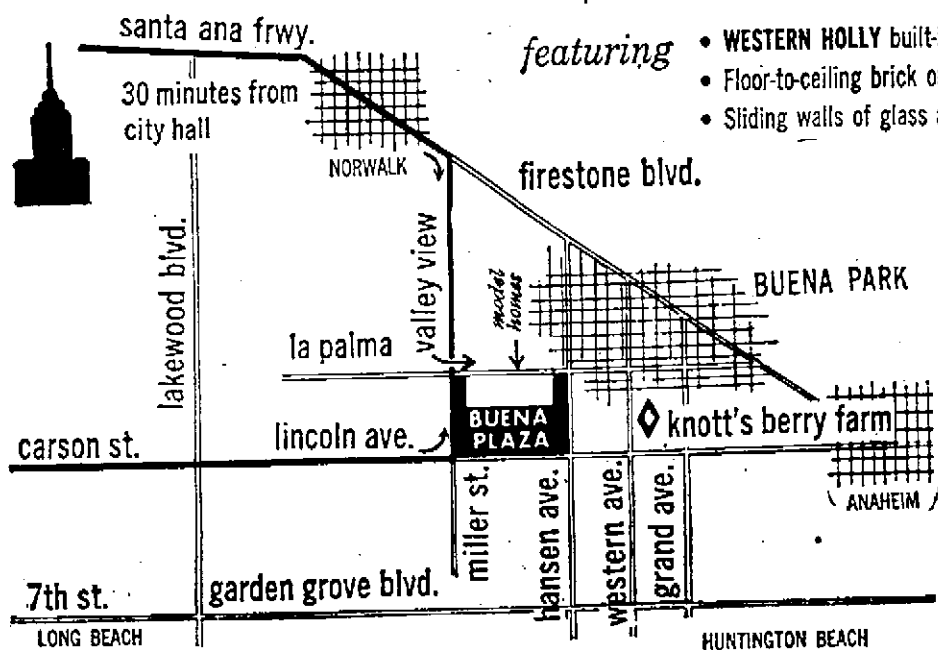 santa ana frwy.
featuring
• WESTERN HOLLY built-
• Floor-to-ceiling brick o
• Sliding walls of glass a
30 minutes from
city hall
NORWALK
firestone blvd.
lakewood blvd.
valley view
model
homes
BUENA PARK
la palma
BUENA
PLAZA
lincoln ave.
knott's berry farm
carson st.
miller st.
hansen ave.
western ave.
grand ave.
ANAHEIM
7th st.
garden grove blvd.
LONG BEACH
HUNTINGTON BEACH